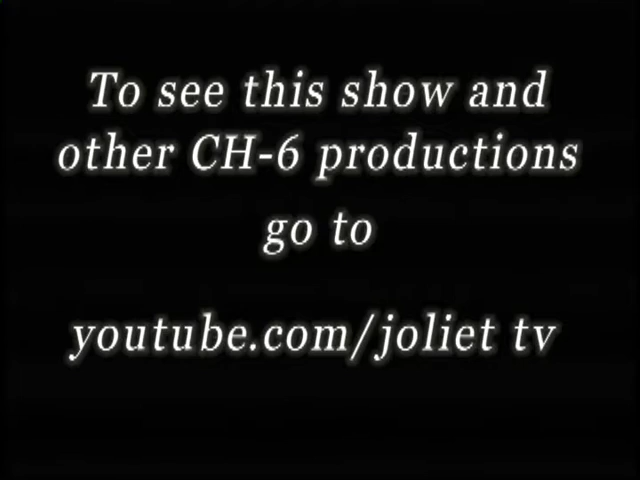 To see this show and
other CH-6 productions
go to
youtube.com/joliet tv